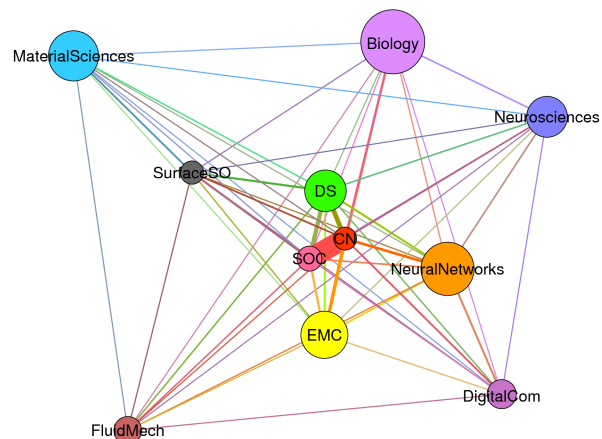 Biology
MaterialSciences
Neurosciences
SurfaceSO
DS
CN
SOC
NeuralNetworks
EMC
DigitalCom
FluidMech